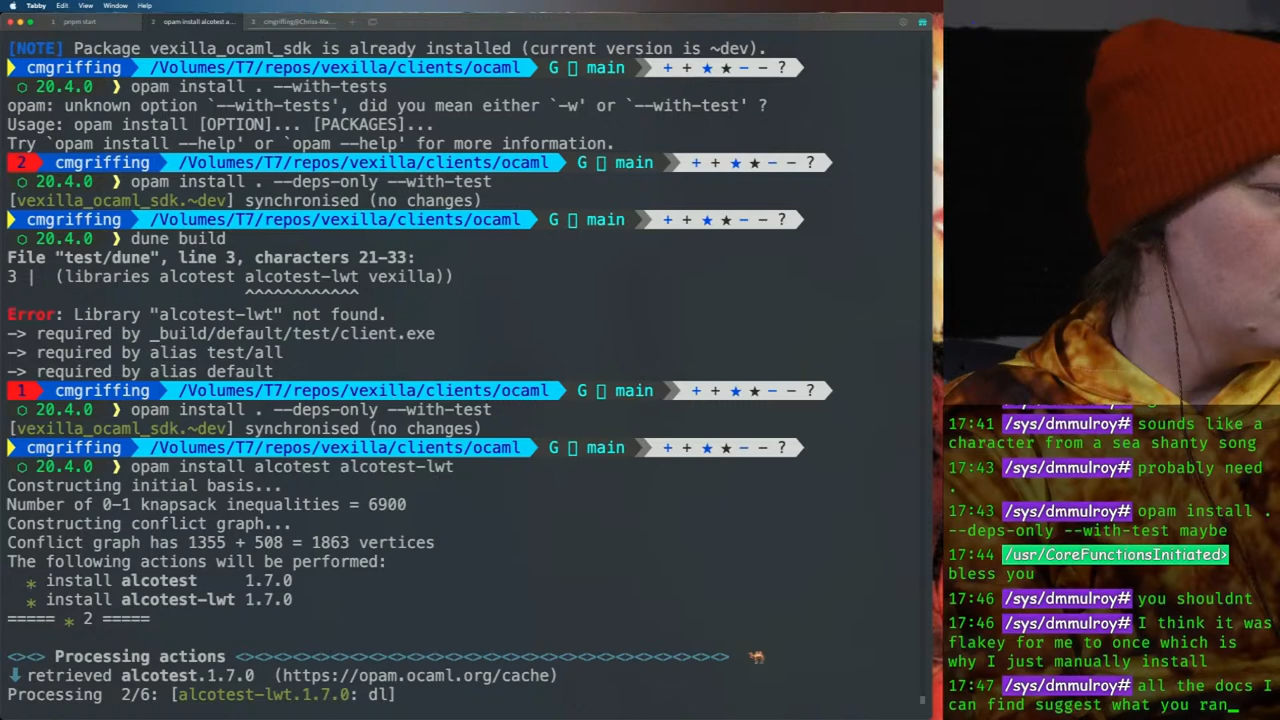 Tabby Edit View Window Help
1 pnpm start 2 opam install alcotest a... 3 cmgriffing@Chriss-Ma...
[NOTE] Package vexilla_ocaml_sdk is already installed (current version is ~dev).
cmgriffing /Volumes/T7/repos/vexilla/clients/ocaml G main + + ★ ★ − − ?
20.4.0 ❯ opam install . --with-tests
opam: unknown option `--with-tests', did you mean either `-w' or `--with-test' ?
Usage: opam install [OPTION]... [PACKAGES]...
Try `opam install --help' or `opam --help' for more information.
2 cmgriffing /Volumes/T7/repos/vexilla/clients/ocaml G main + + ★ ★ − − ?
20.4.0 ❯ opam install . --deps-only --with-test
[vexilla_ocaml_sdk.~dev] synchronised (no changes)
cmgriffing /Volumes/T7/repos/vexilla/clients/ocaml G main + + ★ ★ − − ?
20.4.0 ❯ dune build
File "test/dune", line 3, characters 21-33:
3 | (libraries alcotest alcotest-lwt vexilla))
^^^^^^^^^^^^
Error: Library "alcotest-lwt" not found.
-> required by _build/default/test/client.exe
-> required by alias test/all
-> required by alias default
1 cmgriffing /Volumes/T7/repos/vexilla/clients/ocaml G main + + ★ ★ − − ?
20.4.0 ❯ opam install . --deps-only --with-test
[vexilla_ocaml_sdk.~dev] synchronised (no changes)
cmgriffing /Volumes/T7/repos/vexilla/clients/ocaml G main + + ★ ★ − − ?
20.4.0 ❯ opam install alcotest alcotest-lwt
Constructing initial basis...
Number of 0-1 knapsack inequalities = 6900
Constructing conflict graph...
Conflict graph has 1355 + 508 = 1863 vertices
The following actions will be performed:
∗ install alcotest 1.7.0
∗ install alcotest-lwt 1.7.0
===== ∗ 2 =====
<><> Processing actions <><><><><><><><><><><><><><><><><><><><><><><><><><> 🐫
⬇ retrieved alcotest.1.7.0 (https://opam.ocaml.org/cache)
Processing 2/6: [alcotest-lwt.1.7.0: dl]
17:41 /sys/dmmulroy# sounds like a
character from a sea shanty song
17:43 /sys/dmmulroy# probably need
.
17:43 /sys/dmmulroy# opam install .
--deps-only --with-test maybe
17:44 /usr/CoreFunctionsInitiated>
bless you
17:46 /sys/dmmulroy# you shouldnt
17:46 /sys/dmmulroy# I think it was
flakey for me to once which is
why I just manually install
17:47 /sys/dmmulroy# all the docs I
can find suggest what you ran_